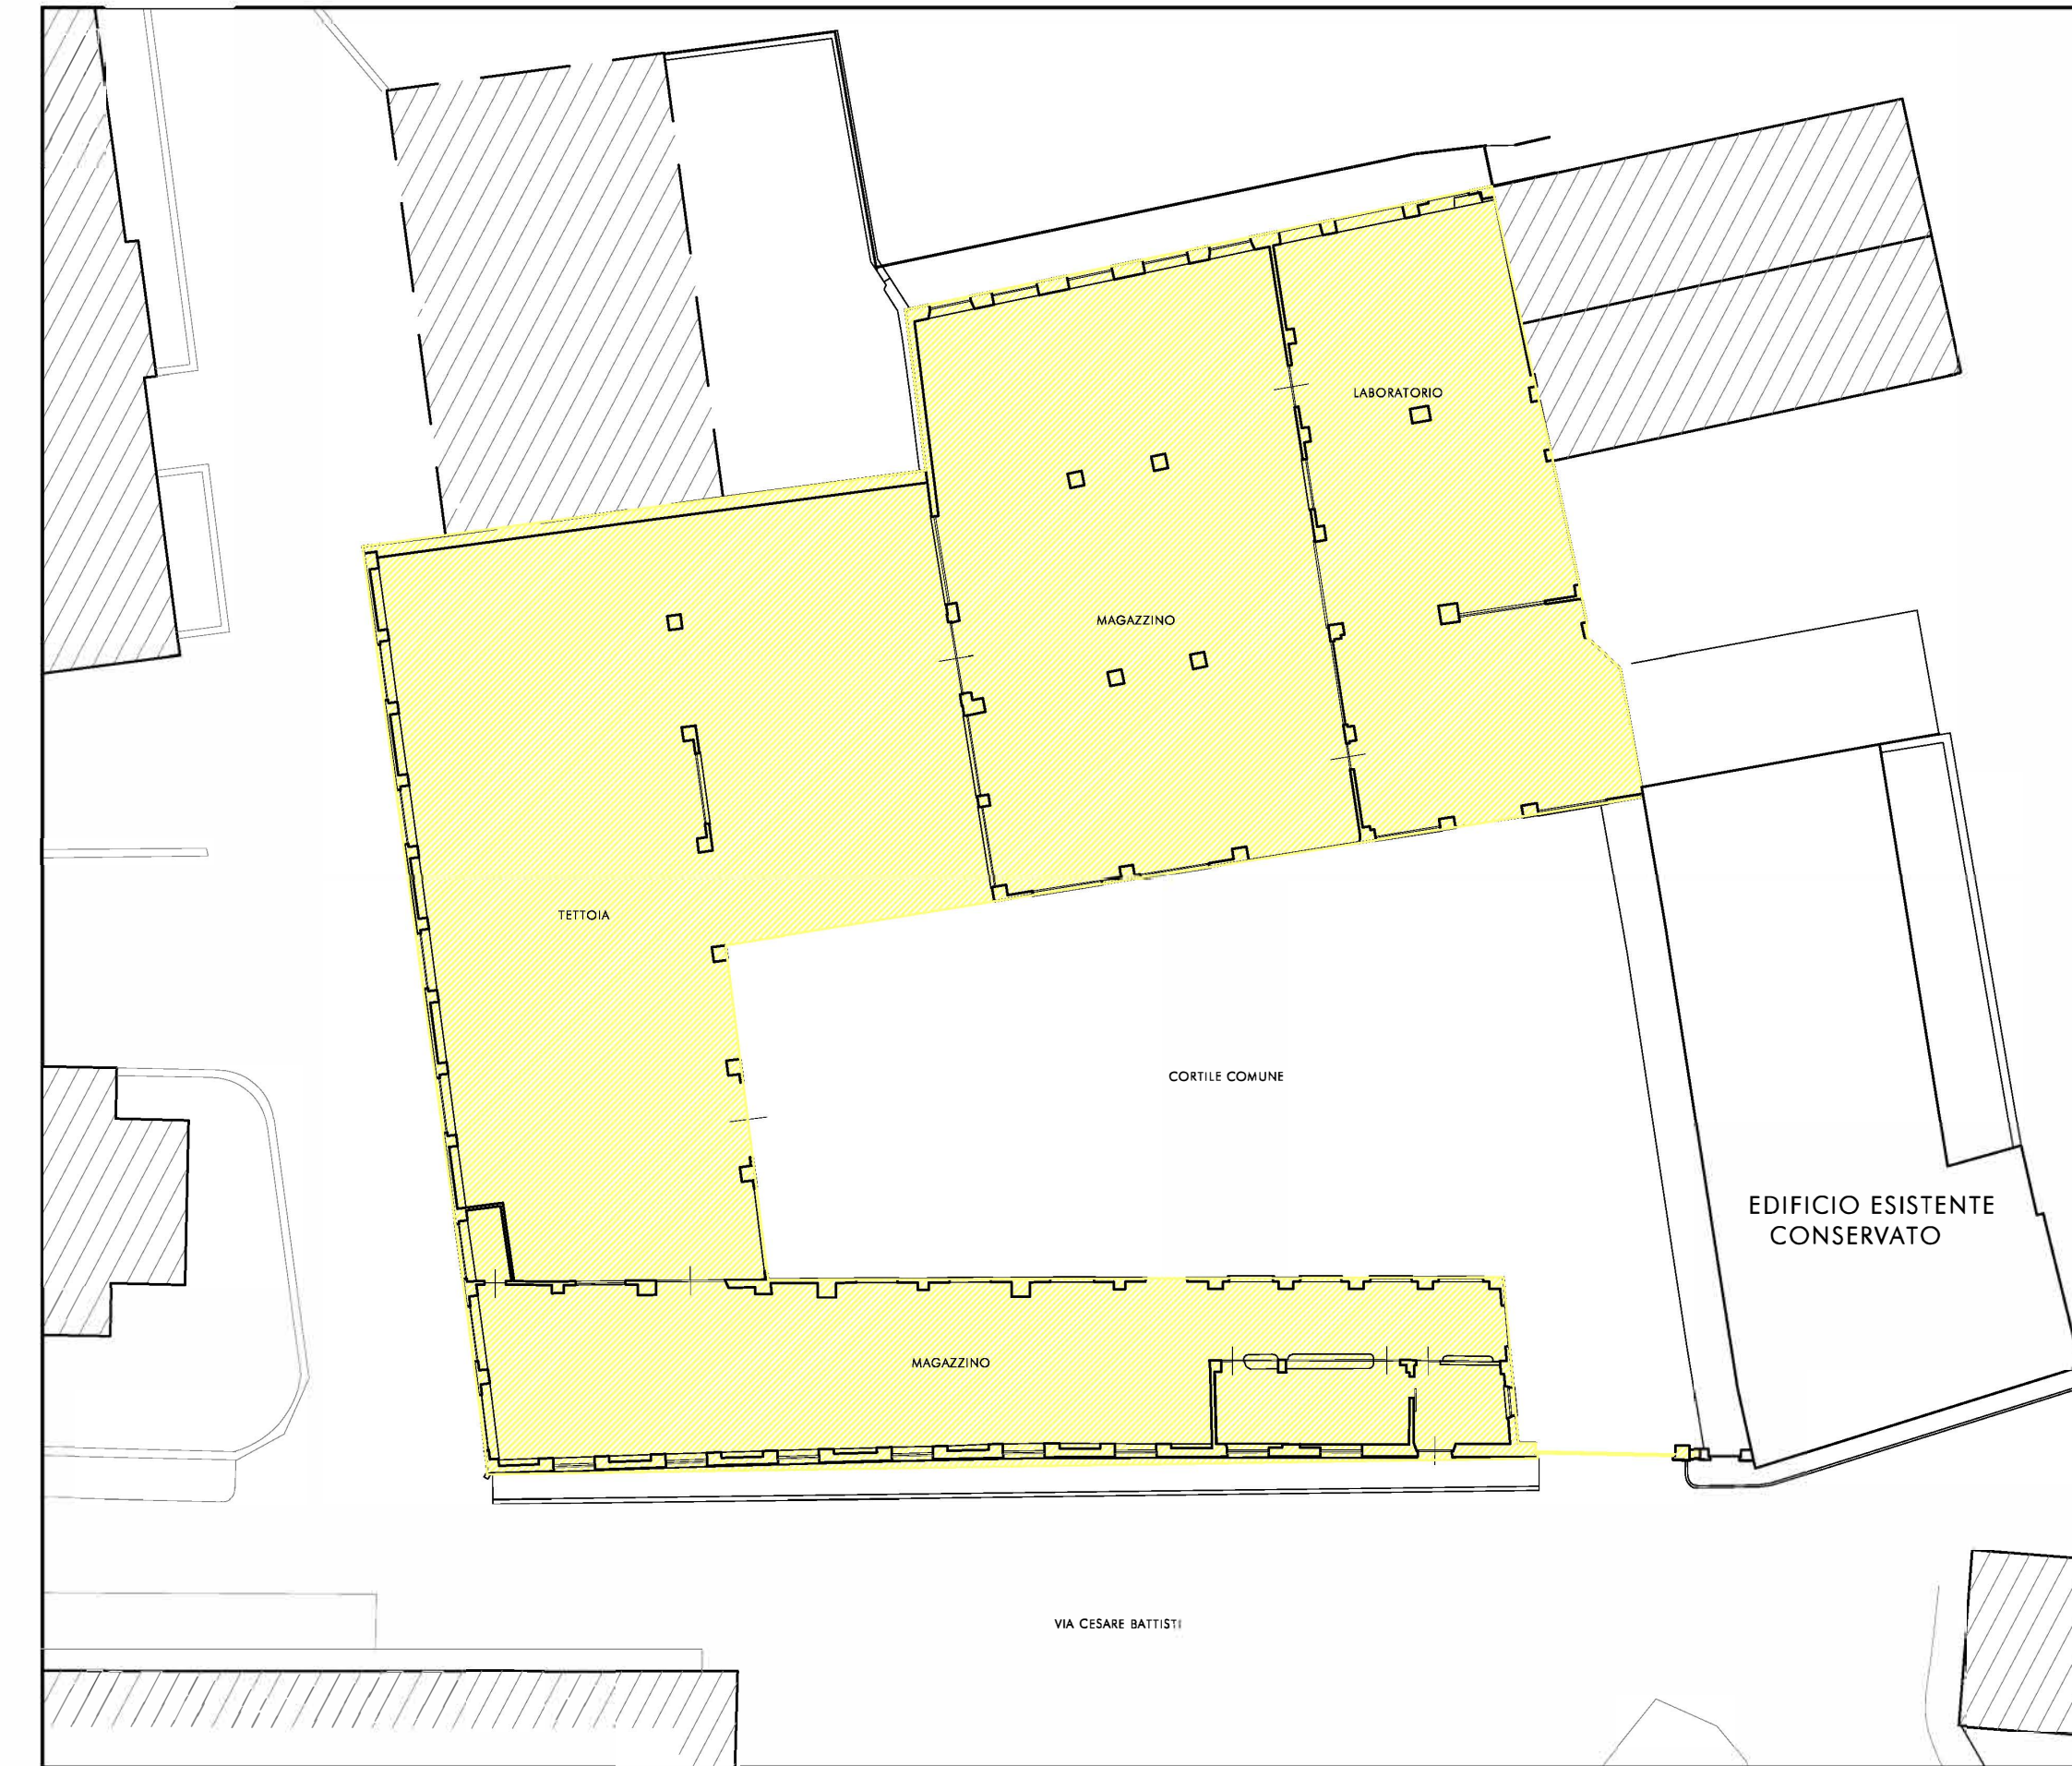 LABORATORIO
MAGAZZINO
TETTOIA
CORTILE COMUNE
EDIFICIO ESISTENTE
CONSERVATO
MAGAZZINO
VIA CESARE BATTISTI